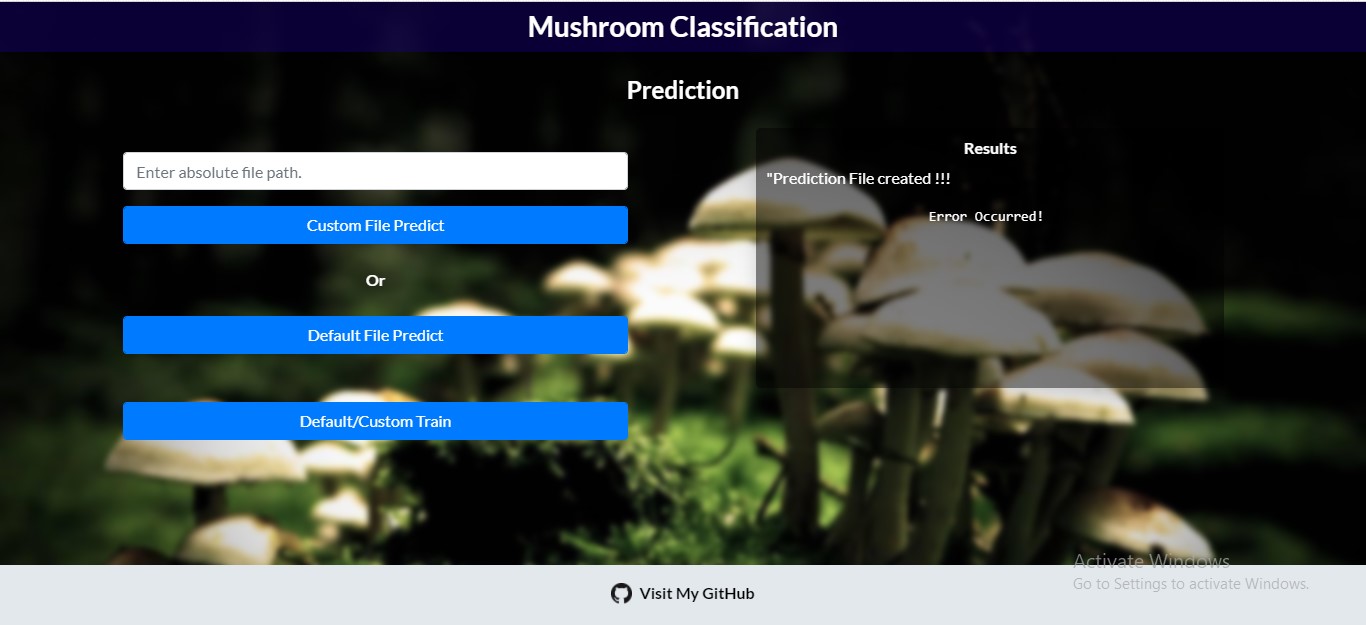 Mushroom Classification
Prediction
Enter absolute file path.
Custom File Predict
Or
Default File Predict
Default/Custom Train
Results
"Prediction File created !!!
Error Occurred!
Activate Windows
Go to Settings to activate Windows.
Visit My GitHub